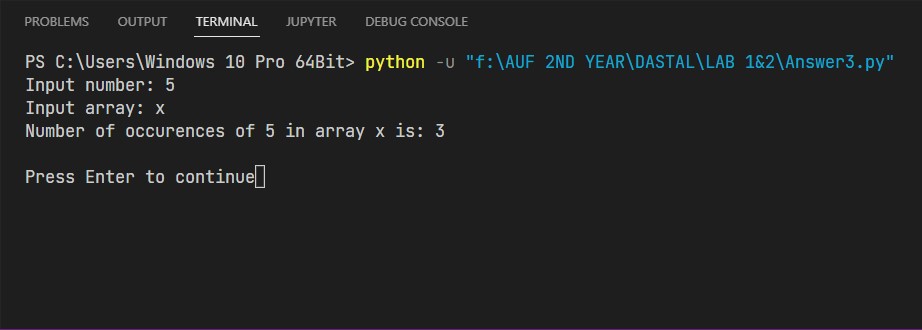 PROBLEMS OUTPUT TERMINAL JUPYTER DEBUG CONSOLE
PS C:\Users\Windows 10 Pro 64Bit> python -u "f:\AUF 2ND YEAR\DASTAL\LAB 1&2\Answer3.py"
Input number: 5
Input array: x
Number of occurences of 5 in array x is: 3
Press Enter to continue